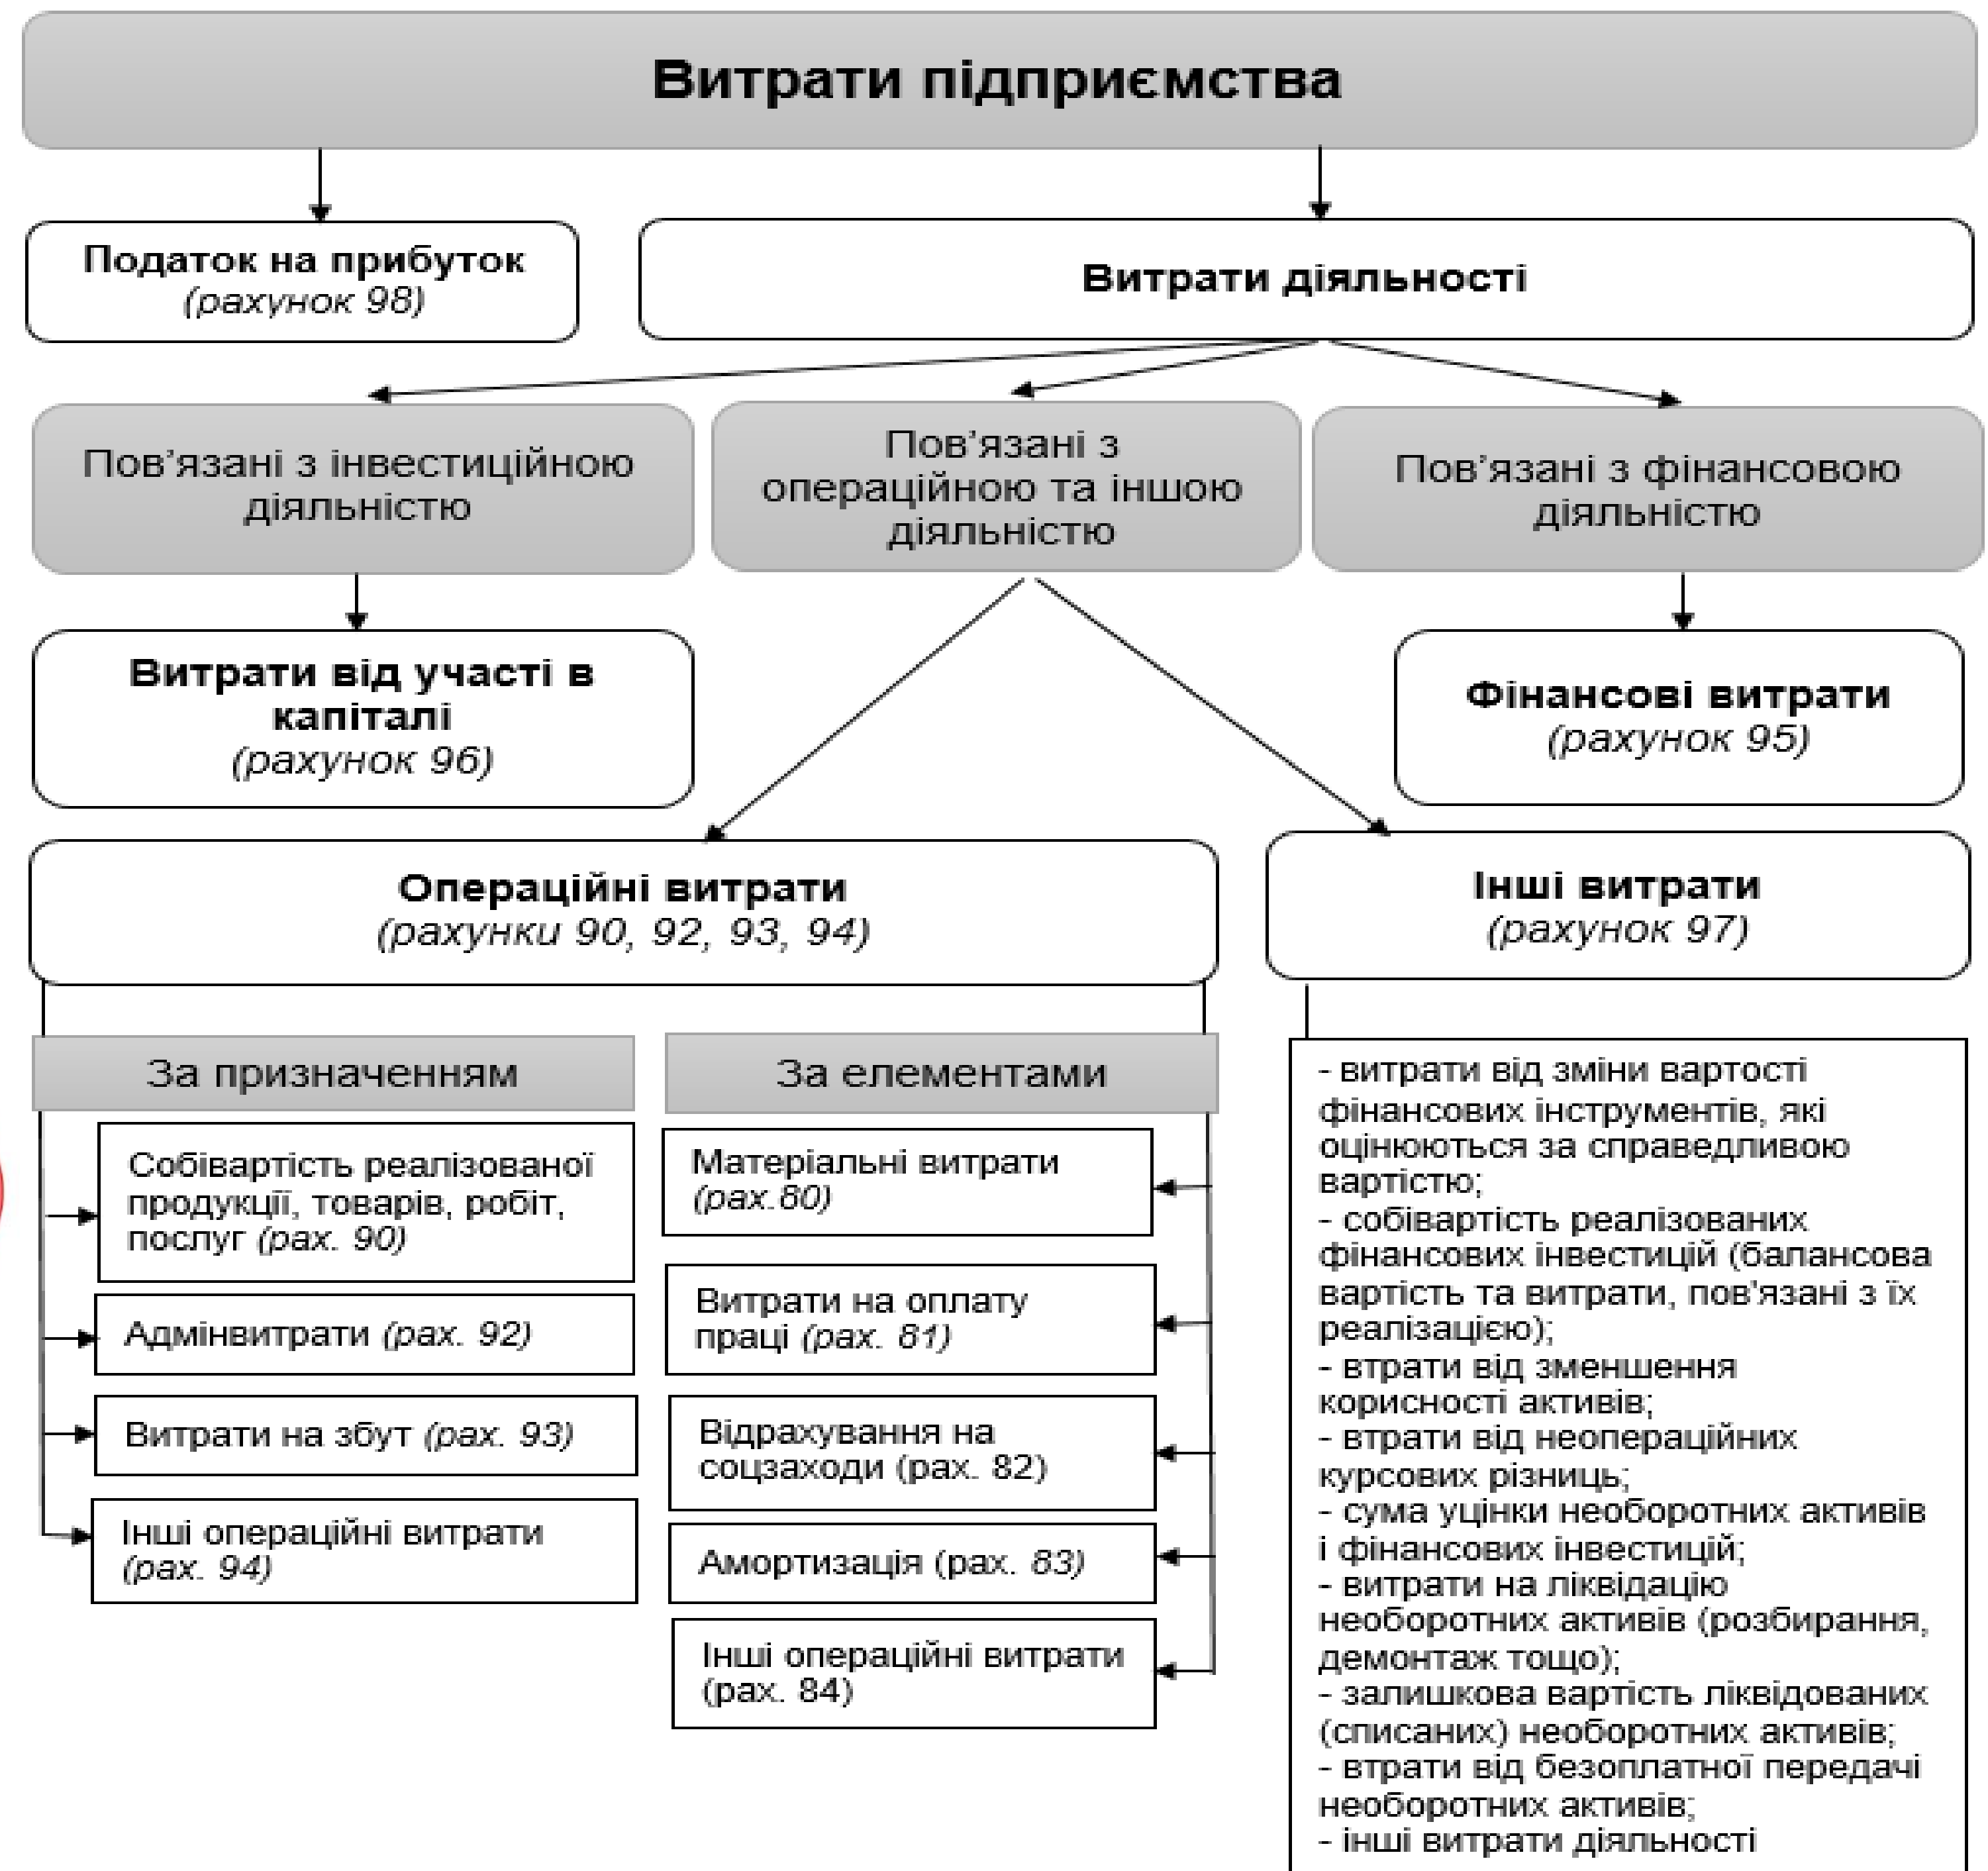 Витрати підприємства
Податок на прибуток
(рахунок 98)
Витрати діяльності
Пов’язані з інвестиційною
діяльністю
Пов’язані з
операційною та іншою
діяльністю
Пов’язані з фінансовою
діяльністю
Витрати від участі в
капіталі
(рахунок 96)
Фінансові витрати
(рахунок 95)
Операційні витрати
(рахунки 90, 92, 93, 94)
Інші витрати
(рахунок 97)
За призначенням
Собівартість реалізованої
продукції, товарів, робіт,
послуг (рах. 90)
Адмінвитрати (рах. 92)
Витрати на збут (рах. 93)
Інші операційні витрати
(рах. 94)
За елементами
Матеріальні витрати
(рах.80)
Витрати на оплату
праці (рах. 81)
Відрахування на
соцзаходи (рах. 82)
Амортизація (рах. 83)
Інші операційні витрати
(рах. 84)
- витрати від зміни вартості
фінансових інструментів, які
оцінюються за справедливою
вартістю;
- собівартість реалізованих
фінансових інвестицій (балансова
вартість та витрати, пов'язані з їх
реалізацією);
- втрати від зменшення
корисності активів;
- втрати від неопераційних
курсових різниць;
- сума уцінки необоротних активів
і фінансових інвестицій;
- витрати на ліквідацію
необоротних активів (розбирання,
демонтаж тощо);
- залишкова вартість ліквідованих
(списаних) необоротних активів;
- втрати від безоплатної передачі
необоротних активів;
- інші витрати діяльності